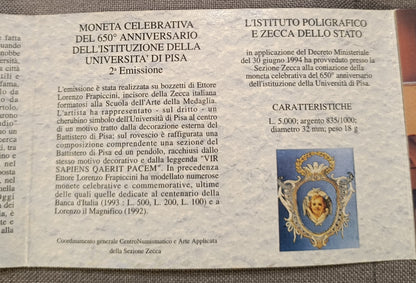 MONETA CELEBRATIVA
DEL 650° ANNIVERSARIO
DELL'ISTITUZIONE DELLA
UNIVERSITA' DI PISA
2ª Emissione
L'emissione è stata realizzata su bozzetti di Ettore
Lorenzo Frapiccini, incisore della Zecca italiana
formatosi alla Scuola dell'Arte della Medaglia.
L'artista ha rappresentato - sul dritto - un
cherubino simbolo dell'Università di Pisa al centro
di un motivo tratto dalla decorazione esterna del
Battistero di Pisa; sul rovescio è raffigurata una
composizione comprendente una sezione del
Battistero di Pisa ed un pendolo, racchiusi dallo
stesso motivo decorativo e dalla leggenda "VIR
SAPIENS QAERIT PACEM". In precedenza
Ettore Lorenzo Frapiccini ha modellato numerose
monete celebrative e commemorative, ultime
delle quali quelle dedicate al centenario della
Banca d'Italia (1993 : L. 500, L. 200, L. 100) e a
Lorenzo il Magnifico (1992).
Coordinamento generale CentroNumismatico e Arte Applicata
della Sezione Zecca
L'ISTITUTO POLIGRAFICO
E ZECCA DELLO STATO
in applicazione del Decreto Ministeriale
del 30 giugno 1994 ha provveduto presso la
Sezione Zecca alla coniazione della
moneta celebrativa del 650° anniversario
dell'istituzione della Università di Pisa.
CARATTERISTICHE
L. 5.000; argento 835/1000;
diametro 32 mm; peso 18 g